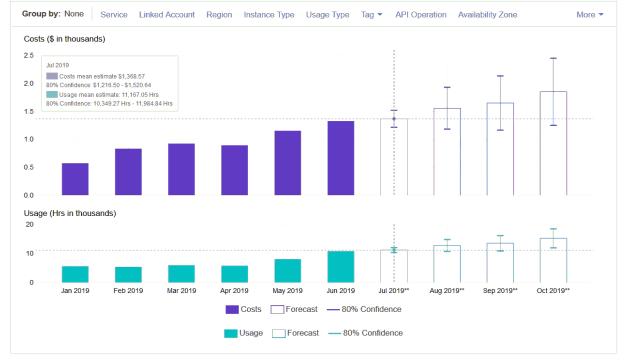 Group by: None Service Linked Account Region Instance Type Usage Type Tag API Operation Availability Zone More
Costs ($ in thousands)
2.5
2.0
1.5
1.0
0.5
0.0
Jul 2019
Costs mean estimate $1,368.57
80% Confidence: $1,216.50 - $1,520.64
Usage mean estimate: 11,167.05 Hrs
80% Confidence: 10,349.27 Hrs - 11,984.84 Hrs
Usage (Hrs in thousands)
20
10
0
Jan 2019 Feb 2019 Mar 2019 Apr 2019 May 2019 Jun 2019 Jul 2019** Aug 2019** Sep 2019** Oct 2019**
Costs Forecast 80% Confidence
Usage Forecast 80% Confidence